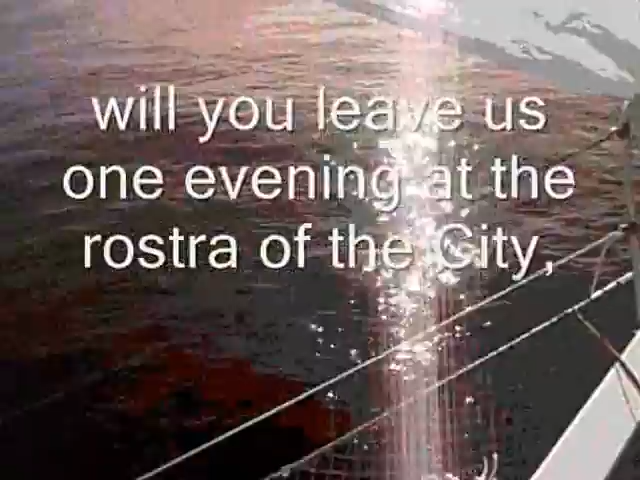 will you leave us
one evening at the
rostra of the City,